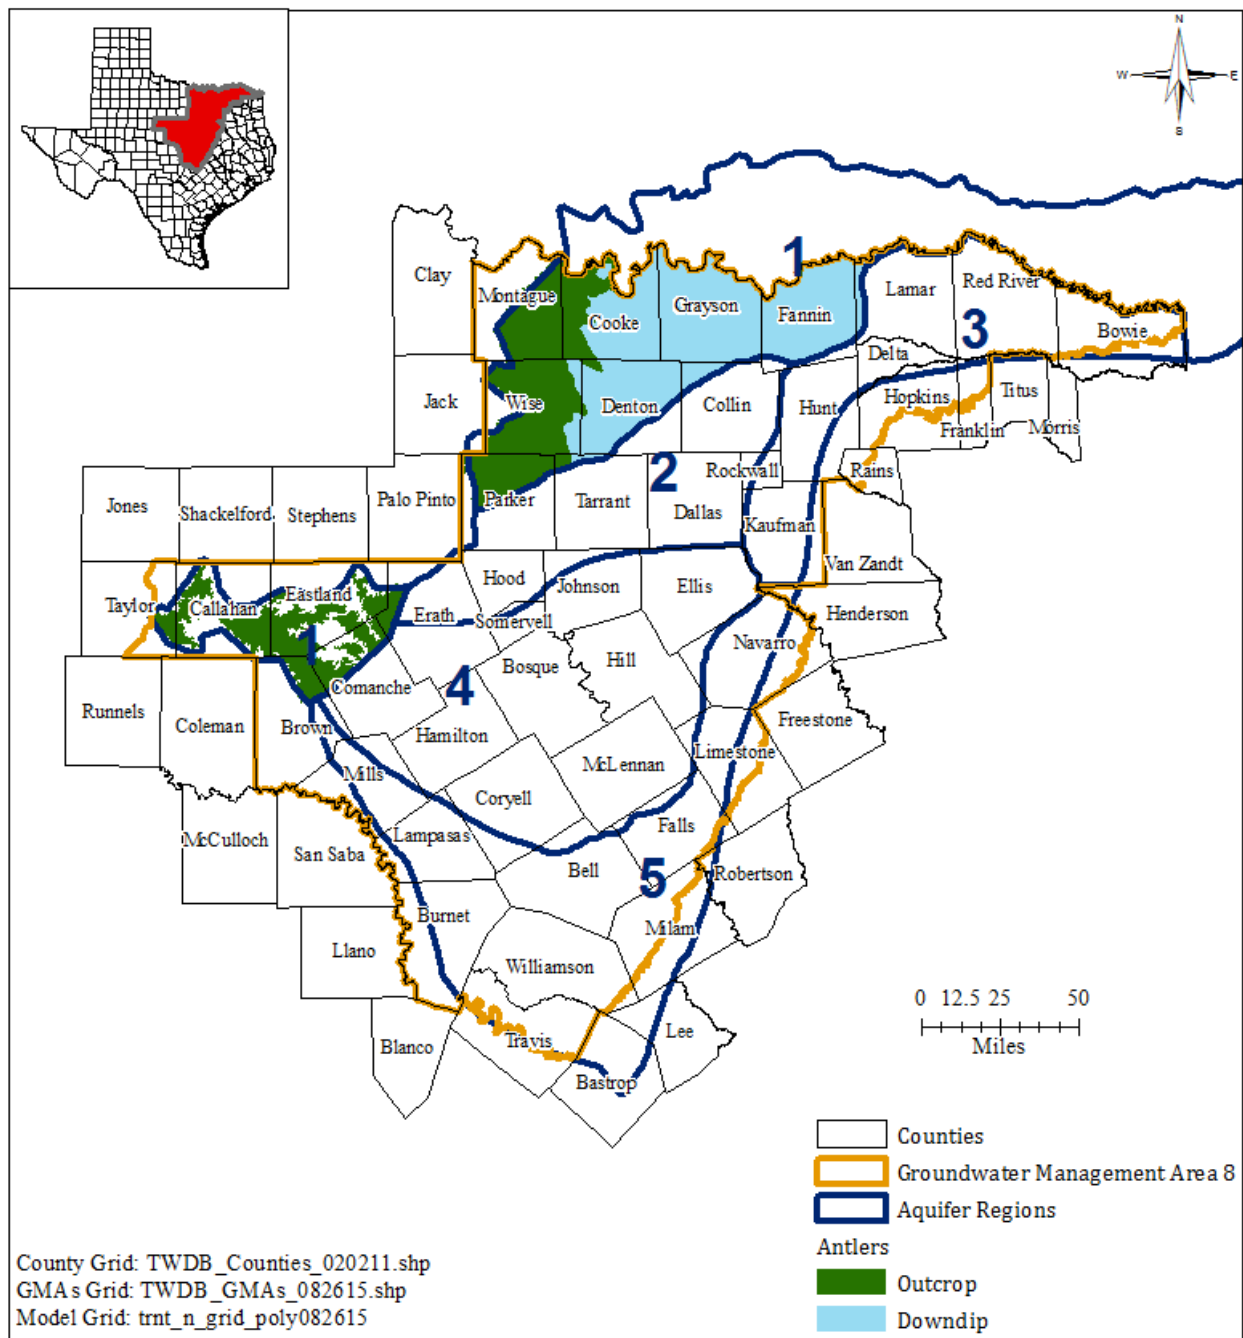 N
W E
S
1
Clay
Montague
Cooke
Grayson
Fannin
Lamar
Red River
3
Bowie
Delta
Jack
Wise
Denton
Collin
Hunt
Hopkins
Titus
Franklin
Morris
2
Rockwall
Rains
Jones
Shackelford
Stephens
Palo Pinto
Parker
Tarrant
Dallas
Kaufman
Van Zandt
Taylor
Callahan
Eastland
Erath
Hood
Somervell
Johnson
Ellis
Henderson
1
Navarro
Bosque
Hill
Runnels
Coleman
Brown
Comanche
4
Hamilton
Freestone
Limestone
McLennan
Mills
Coryell
Falls
McCulloch
San Saba
Lampasas
Bell
5
Robertson
Burnet
Milam
Llano
Williamson
Travis
Lee
Blanco
Bastrop
0 12.5 25 50
Miles
Counties
Groundwater Management Area 8
Aquifer Regions
Antlers
Outcrop
Downdip
County Grid: TWDB_Counties_020211.shp
GMAs Grid: TWDB_GMAs_082615.shp
Model Grid: trnt_n_grid_poly082615